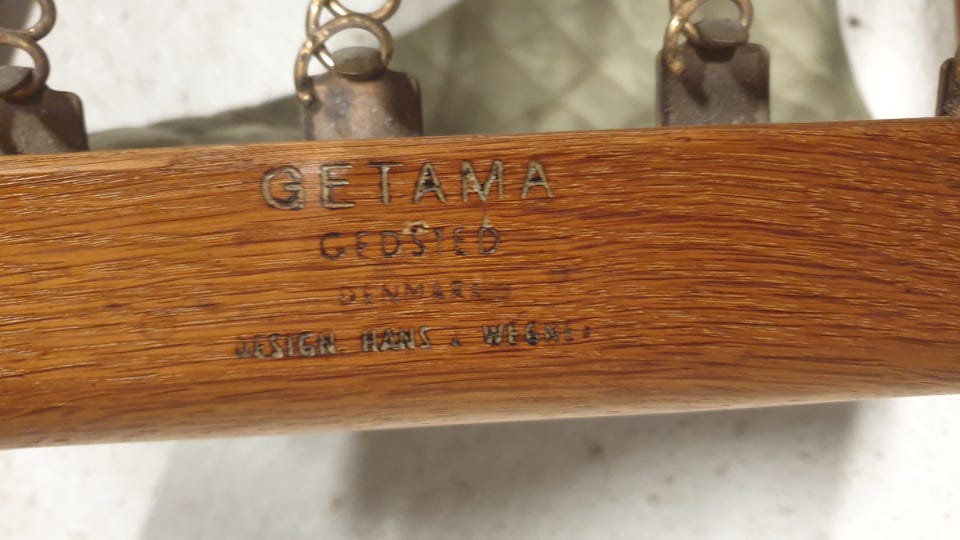 GETAMA
GEDSTED
DENMARK
DESIGN. HANS J. WEGNER